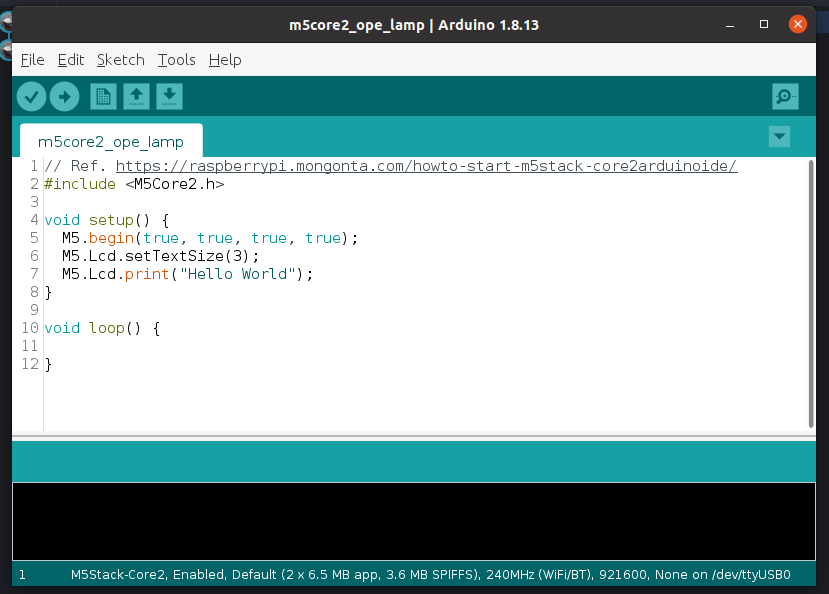 m5core2_ope_lamp | Arduino 1.8.13
File Edit Sketch Tools Help
m5core2_ope_lamp
1 // Ref. https://raspberrypi.mongonta.com/howto-start-m5stack-core2arduinoide/
2 #include <M5Core2.h>
3
4 void setup() {
5   M5.begin(true, true, true, true);
6   M5.Lcd.setTextSize(3);
7   M5.Lcd.print("Hello World");
8 }
9
10 void loop() {
11
12 }
1 M5Stack-Core2, Enabled, Default (2 x 6.5 MB app, 3.6 MB SPIFFS), 240MHz (WiFi/BT), 921600, None on /dev/ttyUSB0